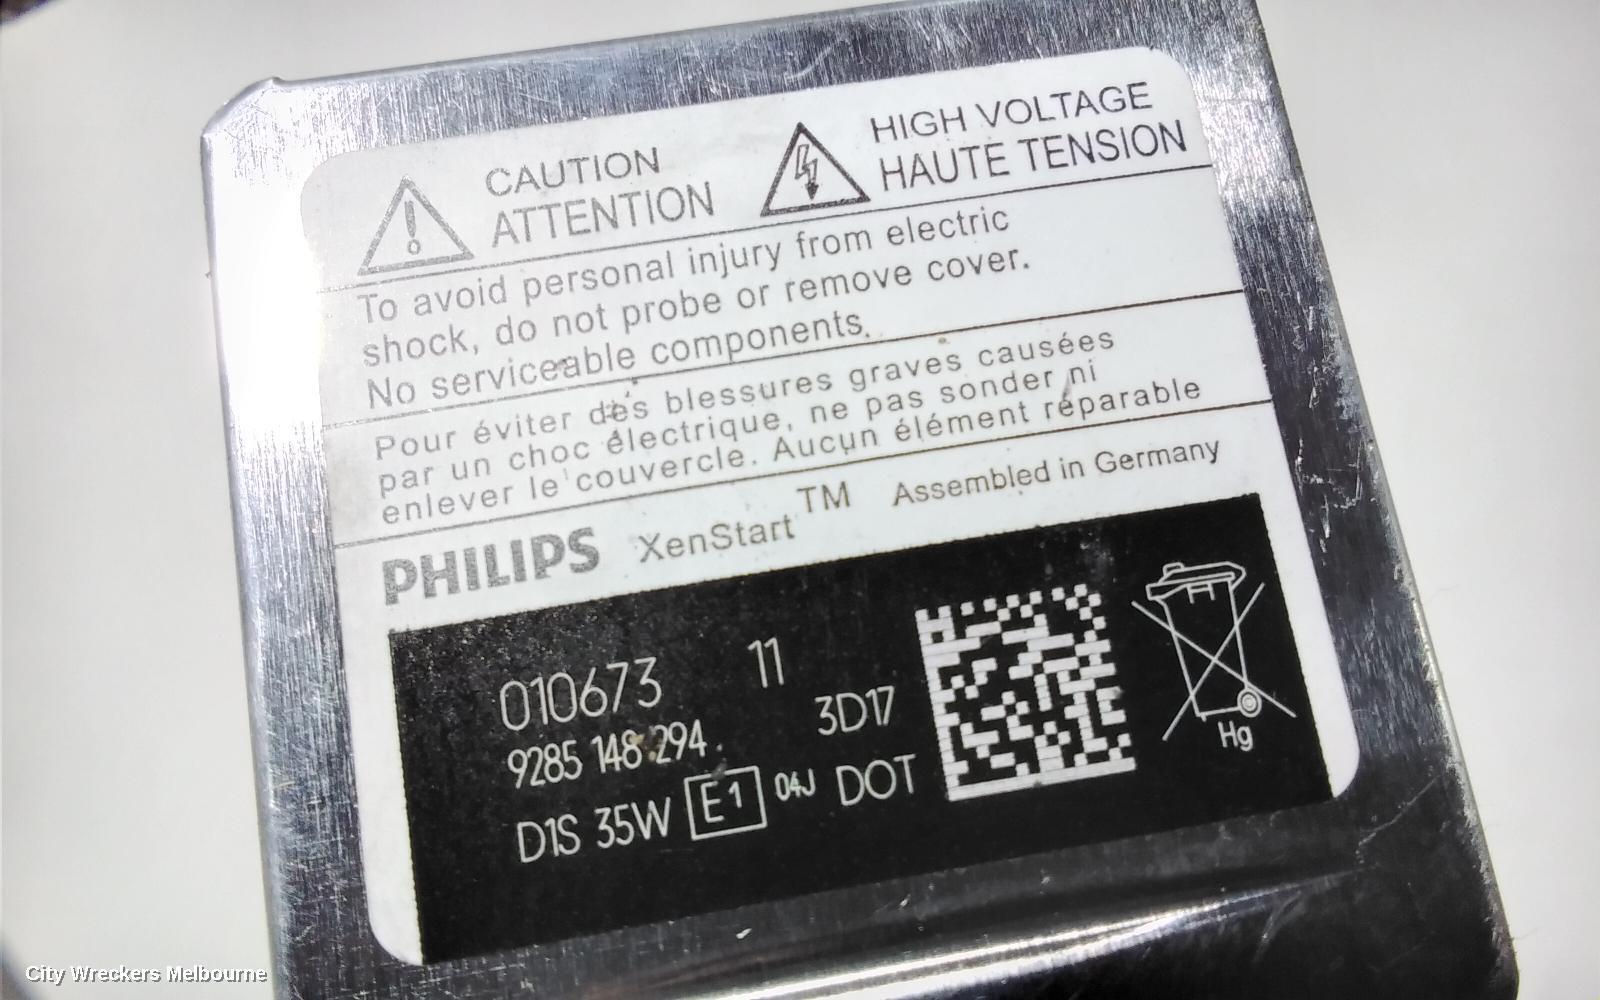 CAUTION
ATTENTION
HIGH VOLTAGE
HAUTE TENSION
To avoid personal injury from electric
shock, do not probe or remove cover.
No serviceable components.
Pour éviter des blessures graves causées
par un choc électrique, ne pas sonder ni
enlever le couvercle. Aucun élément réparable
PHILIPS XenStart™ Assembled in Germany
010673 11
9285 148 294 3D17
D1S 35W E1 04J DOT
Hg
City Wreckers Melbourne